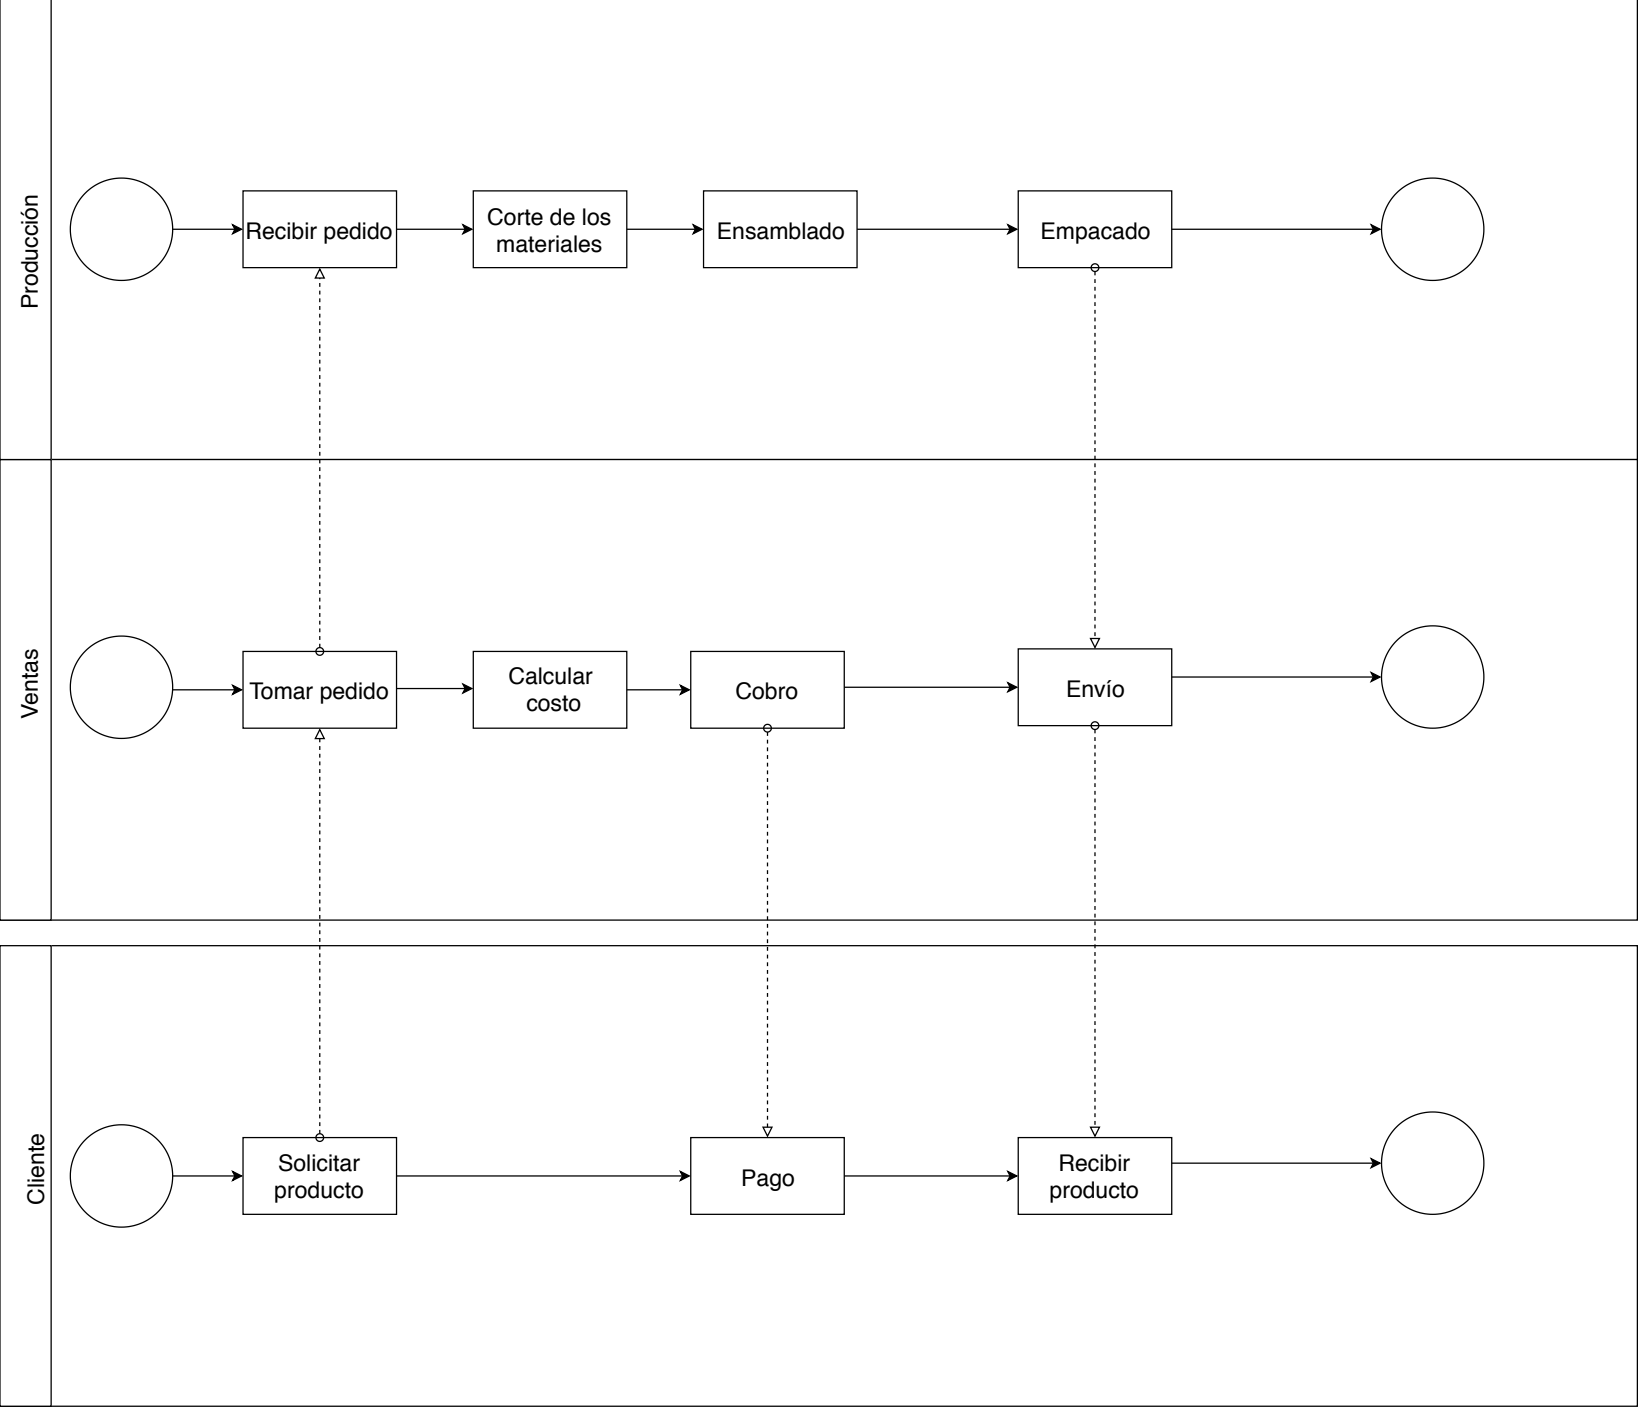 Producción
Recibir pedido
Corte de los
materiales
Ensamblado
Empacado
Ventas
Tomar pedido
Calcular
costo
Cobro
Envío
Cliente
Solicitar
producto
Pago
Recibir
producto